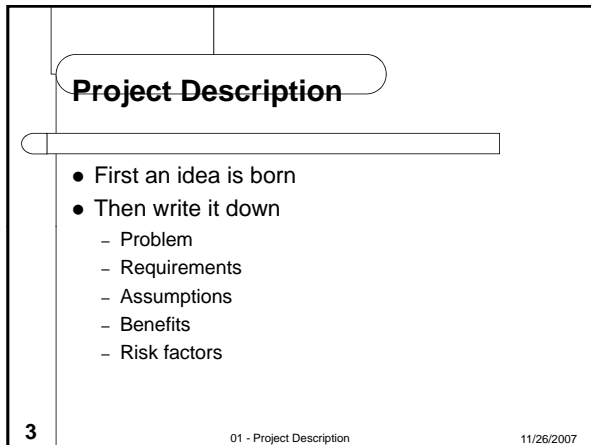 Project Description
● First an idea is born
● Then write it down
– Problem
– Requirements
– Assumptions
– Benefits
– Risk factors
3
01 - Project Description
11/26/2007